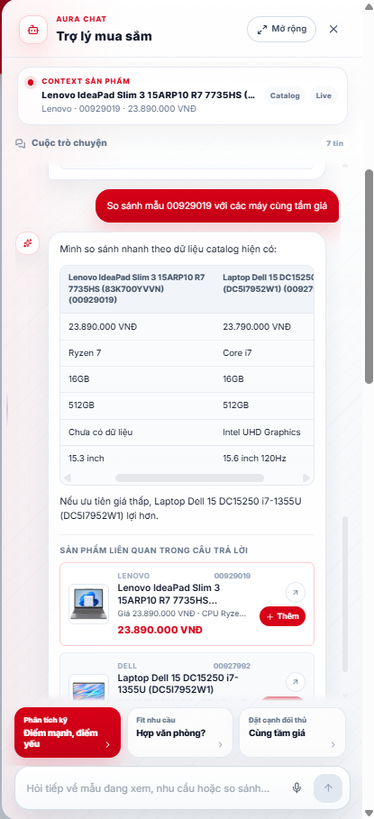 AURA CHAT
Trợ lý mua sắm
Mở rộng
CONTEXT SẢN PHẨM
Lenovo IdeaPad Slim 3 15ARP10 R7 7735HS (...
Catalog
Live
Lenovo · 00929019 · 23.890.000 VNĐ
Cuộc trò chuyện
7 tin
So sánh mẫu 00929019 với các máy cùng tầm giá
Mình so sánh nhanh theo dữ liệu catalog hiện có:
Lenovo IdeaPad Slim 3 15ARP10 R7
7735HS (83K700YVVN)
(00929019)
Laptop Dell 15 DC15250
(DC5I7952W1) (00927
23.890.000 VNĐ
23.790.000 VNĐ
Ryzen 7
Core i7
16GB
16GB
512GB
512GB
Chưa có dữ liệu
Intel UHD Graphics
15.3 inch
15.6 inch 120Hz
Nếu ưu tiên giá thấp, Laptop Dell 15 DC15250 i7-1355U
(DC5I7952W1) lợi hơn.
SẢN PHẨM LIÊN QUAN TRONG CÂU TRẢ LỜI
LENOVO
00929019
Lenovo IdeaPad Slim 3
15ARP10 R7 7735HS...
Giá 23.890.000 VNĐ · CPU Ryze...
23.890.000 VNĐ
+ Thêm
DELL
00927992
Laptop Dell 15 DC15250 i7-
1355U (DC5I7952W1)
Phân tích kỹ
Điểm mạnh, điểm
yếu
Fit nhu cầu
Hợp văn phòng?
Đặt cạnh đối thủ
Cùng tầm giá
Hỏi tiếp về mẫu đang xem, nhu cầu hoặc so sánh...